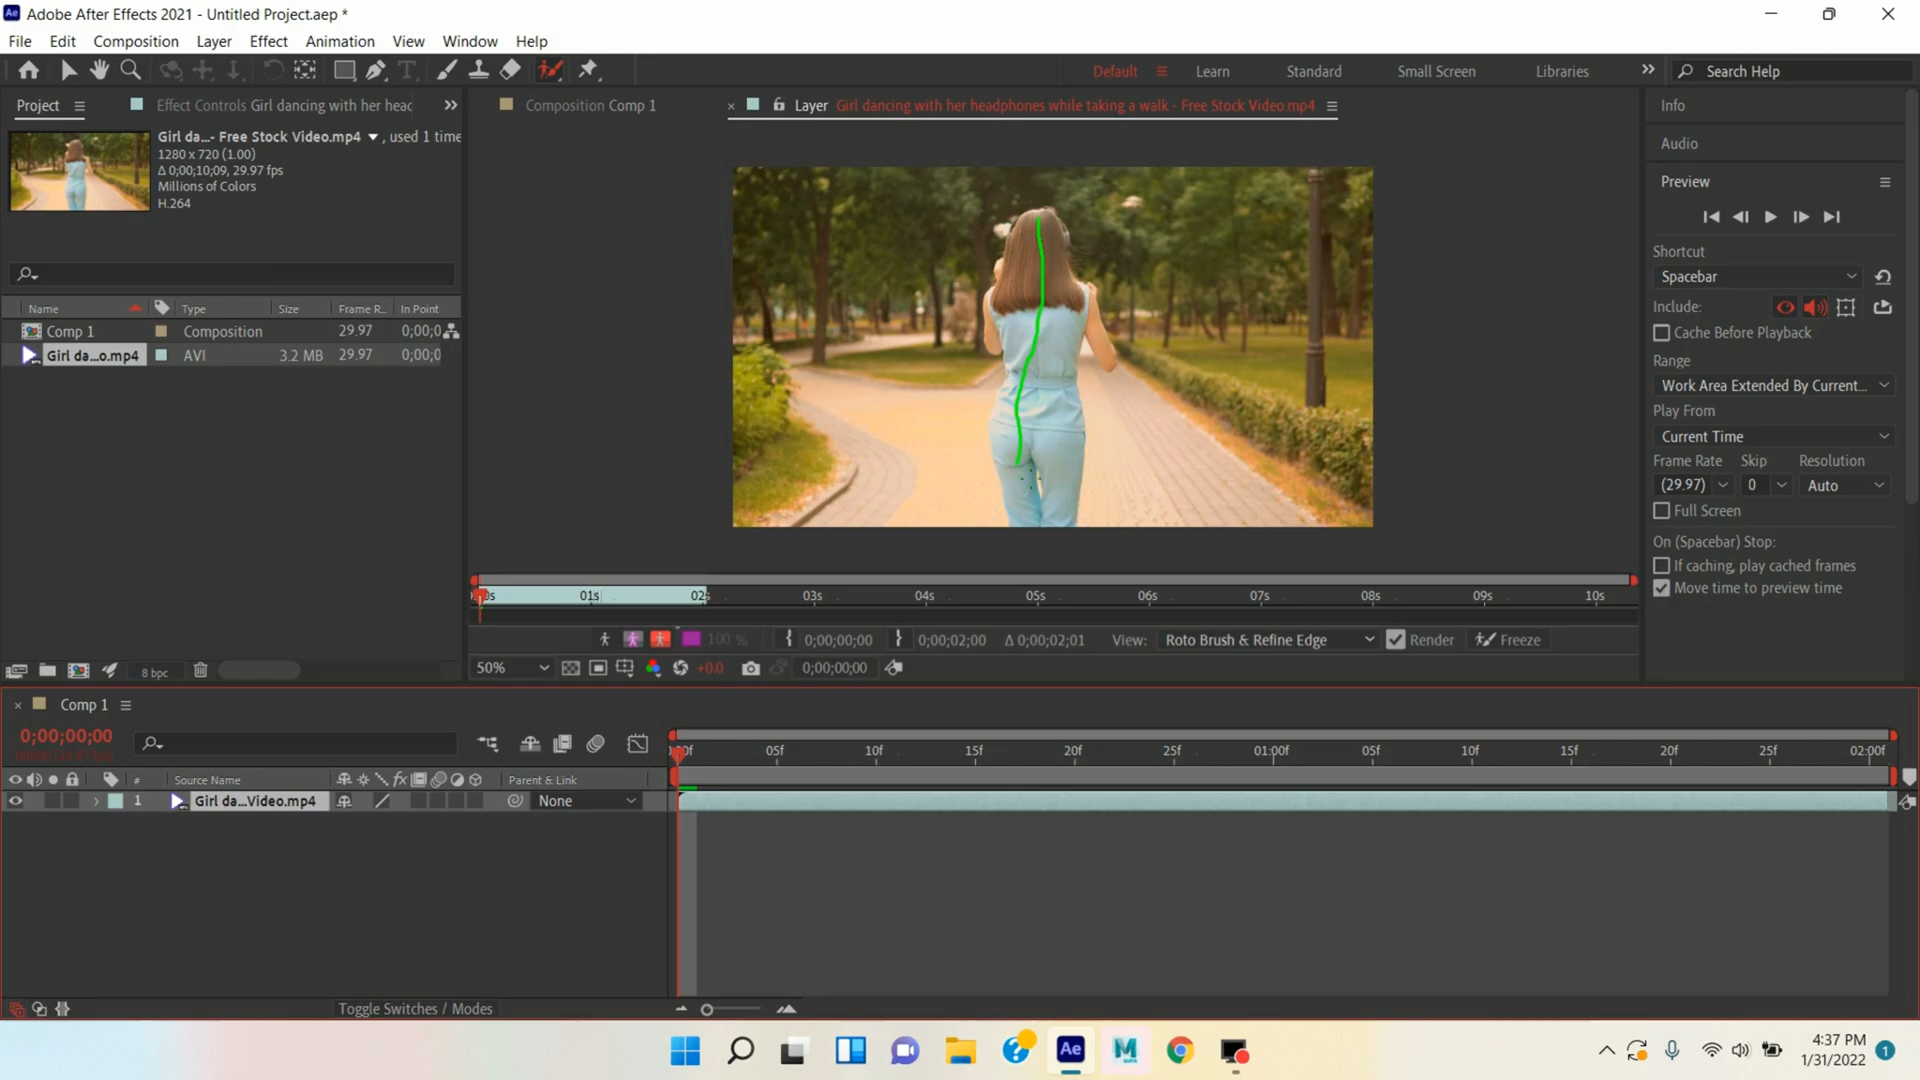 Adobe After Effects 2021 - Untitled Project.aep *
File Edit Composition Layer Effect Animation View Window Help
Default Learn Standard Small Screen Libraries Search Help
Project Effect Controls Girl dancing with her head
Composition Comp 1
Layer Girl dancing with her headphones while taking a walk - Free Stock Video.mp4
Girl da...- Free Stock Video.mp4 , used 1 time
1280 x 720 (1.00)
Δ 0;00;10;09, 29.97 fps
Millions of Colors
H.264
Name Type Size Frame R... In Point
Comp 1 Composition 29.97 0;00;0
Girl da...o.mp4 AVI 3.2 MB 29.97 0;00;0
8 bpc
01s 02s 03s 04s 05s 06s 07s 08s 09s 10s
100 % 0;00;00;00 0;00;02;00 Δ 0;00;02;01 View: Roto Brush & Refine Edge Render Freeze
50% +0.0 0;00;00;00
Info
Audio
Preview
Shortcut
Spacebar
Include:
Cache Before Playback
Range
Work Area Extended By Current...
Play From
Current Time
Frame Rate Skip Resolution
(29.97) 0 Auto
Full Screen
On (Spacebar) Stop:
If caching, play cached frames
Move time to preview time
Comp 1
0;00;00;00
05f 10f 15f 20f 25f 01:00f 05f 10f 15f 20f 25f 02:00f
# Source Name fx Parent & Link
1 Girl da...Video.mp4 None
Toggle Switches / Modes
Ae
M
4:37 PM
1/31/2022
1